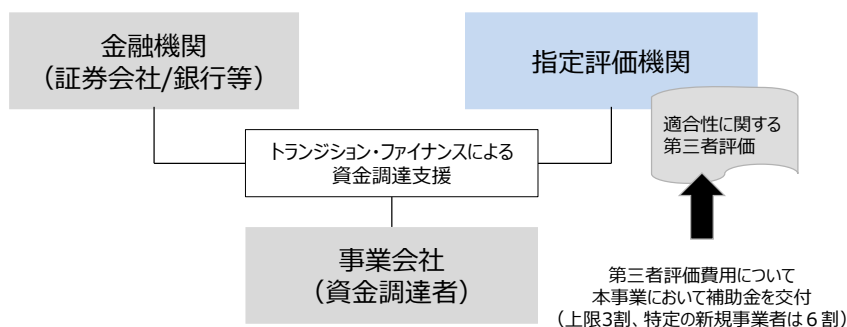 金融機関
（証券会社/銀行等）
指定評価機関
適合性に関する
第三者評価
トランジション・ファイナンスによる
資金調達支援
事業会社
（資金調達者）
第三者評価費用について
本事業において補助金を交付
（上限3割、特定の新規事業者は６割）